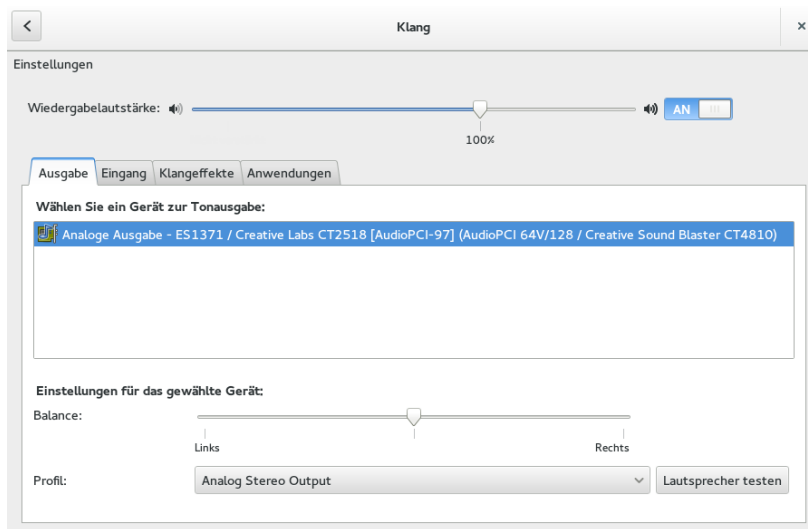 Klang
Einstellungen
Wiedergabelautstärke:
AN
100%
Ausgabe Eingang Klangeffekte Anwendungen
Wählen Sie ein Gerät zur Tonausgabe:
Analoge Ausgabe - ES1371 / Creative Labs CT2518 [AudioPCI-97] (AudioPCI 64V/128 / Creative Sound Blaster CT4810)
Einstellungen für das gewählte Gerät:
Balance:
Links Rechts
Profil: Analog Stereo Output Lautsprecher testen